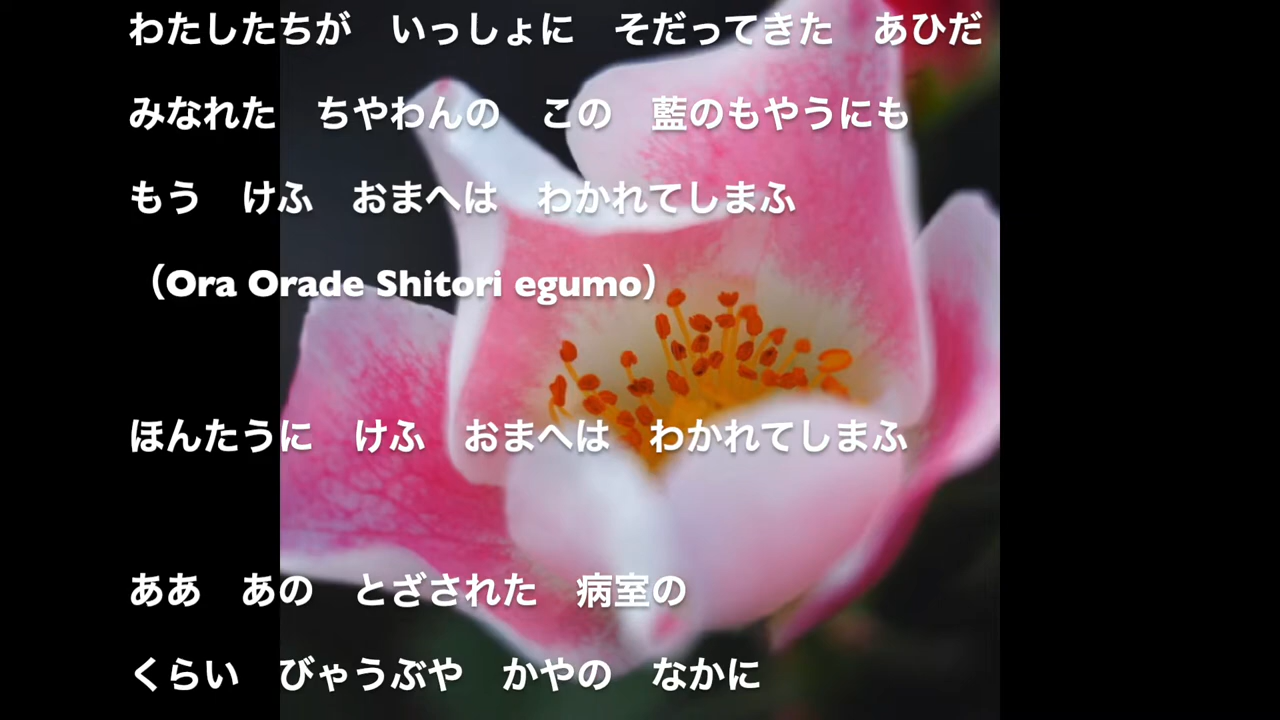 わたしたちが　いっしょに　そだってきた　あひだ
みなれた　ちやわんの　この　藍のもやうにも
もう　けふ　おまへは　わかれてしまふ
（Ora Orade Shitori egumo）
ほんたうに　けふ　おまへは　わかれてしまふ
ああ　あの　とざされた　病室の
くらい　びゃうぶや　かやの　なかに